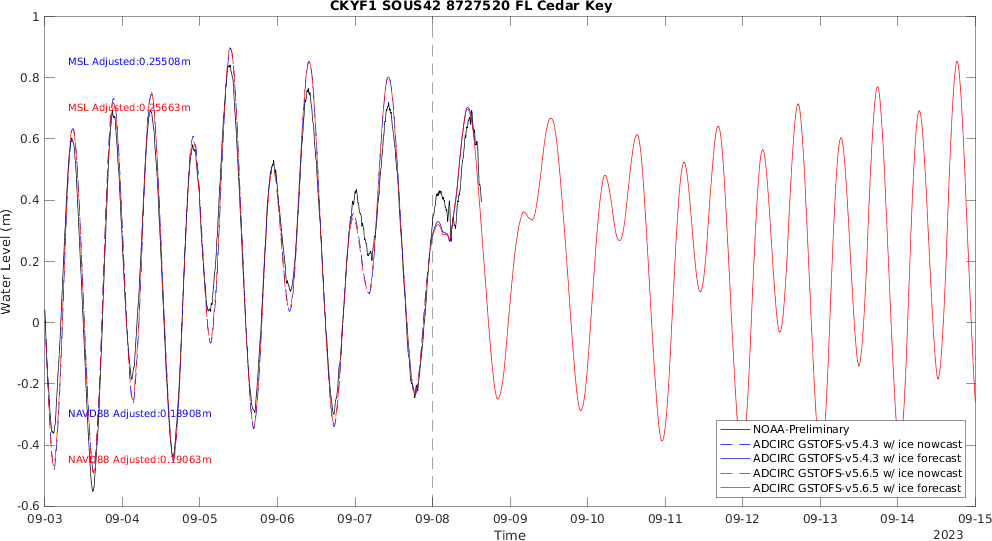 CKYF1 SOUS42 8727520 FL Cedar Key
1
0.8
0.6
0.4
0.2
0
-0.2
-0.4
-0.6
Water Level (m)
MSL Adjusted:0.25508m
MSL Adjusted:0.25663m
NAVD88 Adjusted:0.18908m
NAVD88 Adjusted:0.19063m
NOAA-Preliminary
ADCIRC GSTOFS-v5.4.3 w/ ice nowcast
ADCIRC GSTOFS-v5.4.3 w/ ice forecast
ADCIRC GSTOFS-v5.6.5 w/ ice nowcast
ADCIRC GSTOFS-v5.6.5 w/ ice forecast
09-03 09-04 09-05 09-06 09-07 09-08 09-09 09-10 09-11 09-12 09-13 09-14 09-15
Time
2023